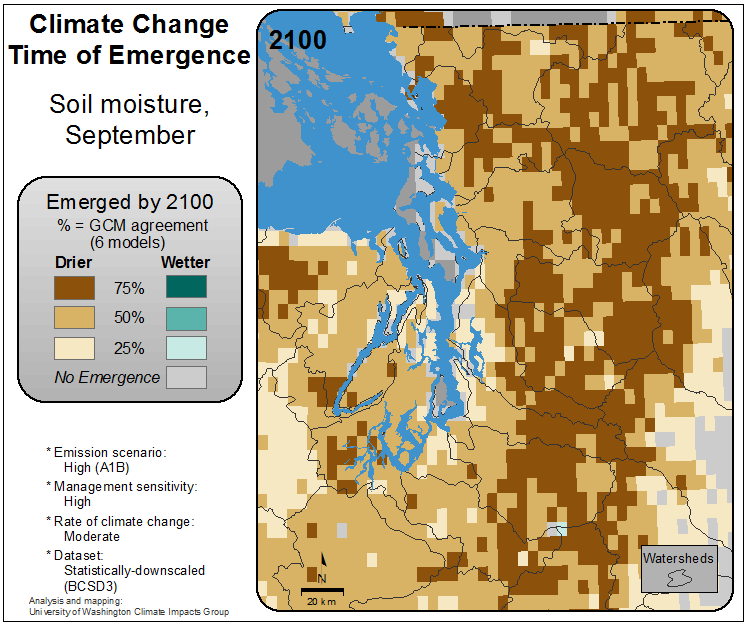 Climate Change
Time of Emergence
Soil moisture,
September
Emerged by 2100
% = GCM agreement
(6 models)
Drier Wetter
75%
50%
25%
No Emergence
* Emission scenario:
High (A1B)
* Management sensitivity:
High
* Rate of climate change:
Moderate
* Dataset:
Statistically-downscaled
(BCSD3)
Analysis and mapping:
University of Washington Climate Impacts Group
2100
N
20 km
Watersheds